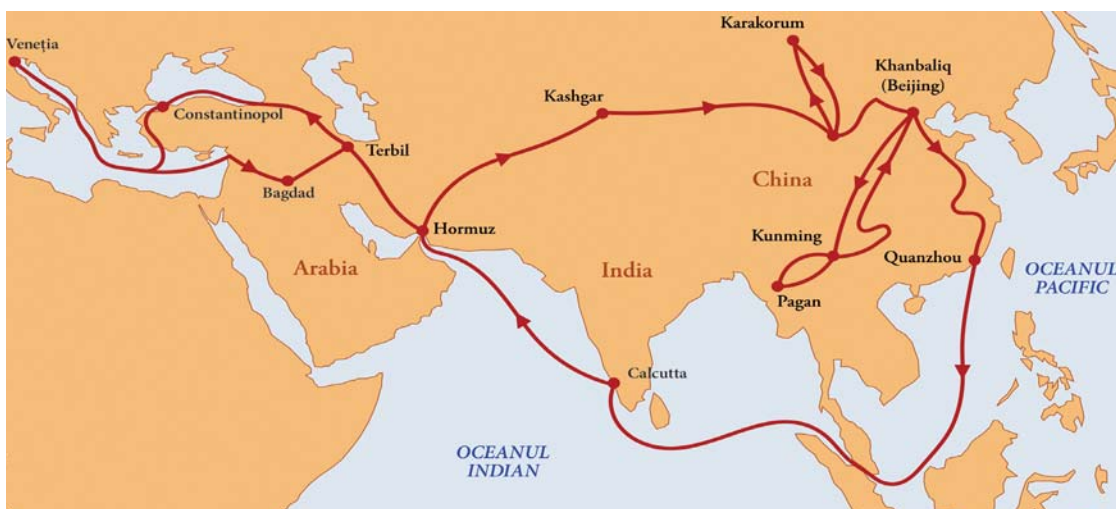 Veneția
Karakorum
Khanbaliq
(Beijing)
Kashgar
Constantinopol
Terbil
Bagdad
China
Hormuz
Kunming
Quanzhou
Arabia
India
OCEANUL
PACIFIC
Pagan
Calcutta
OCEANUL
INDIAN